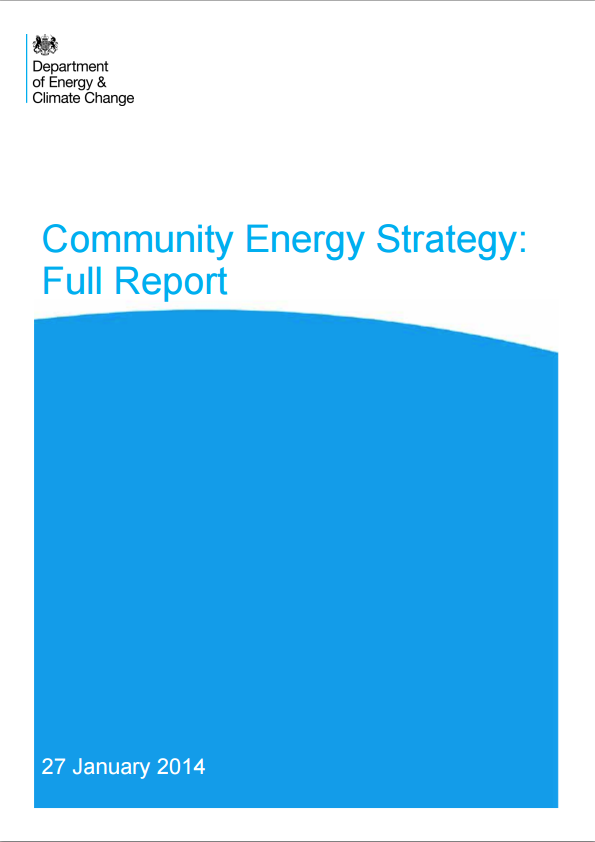 Department
of Energy &
Climate Change
Community Energy Strategy:
Full Report
27 January 2014